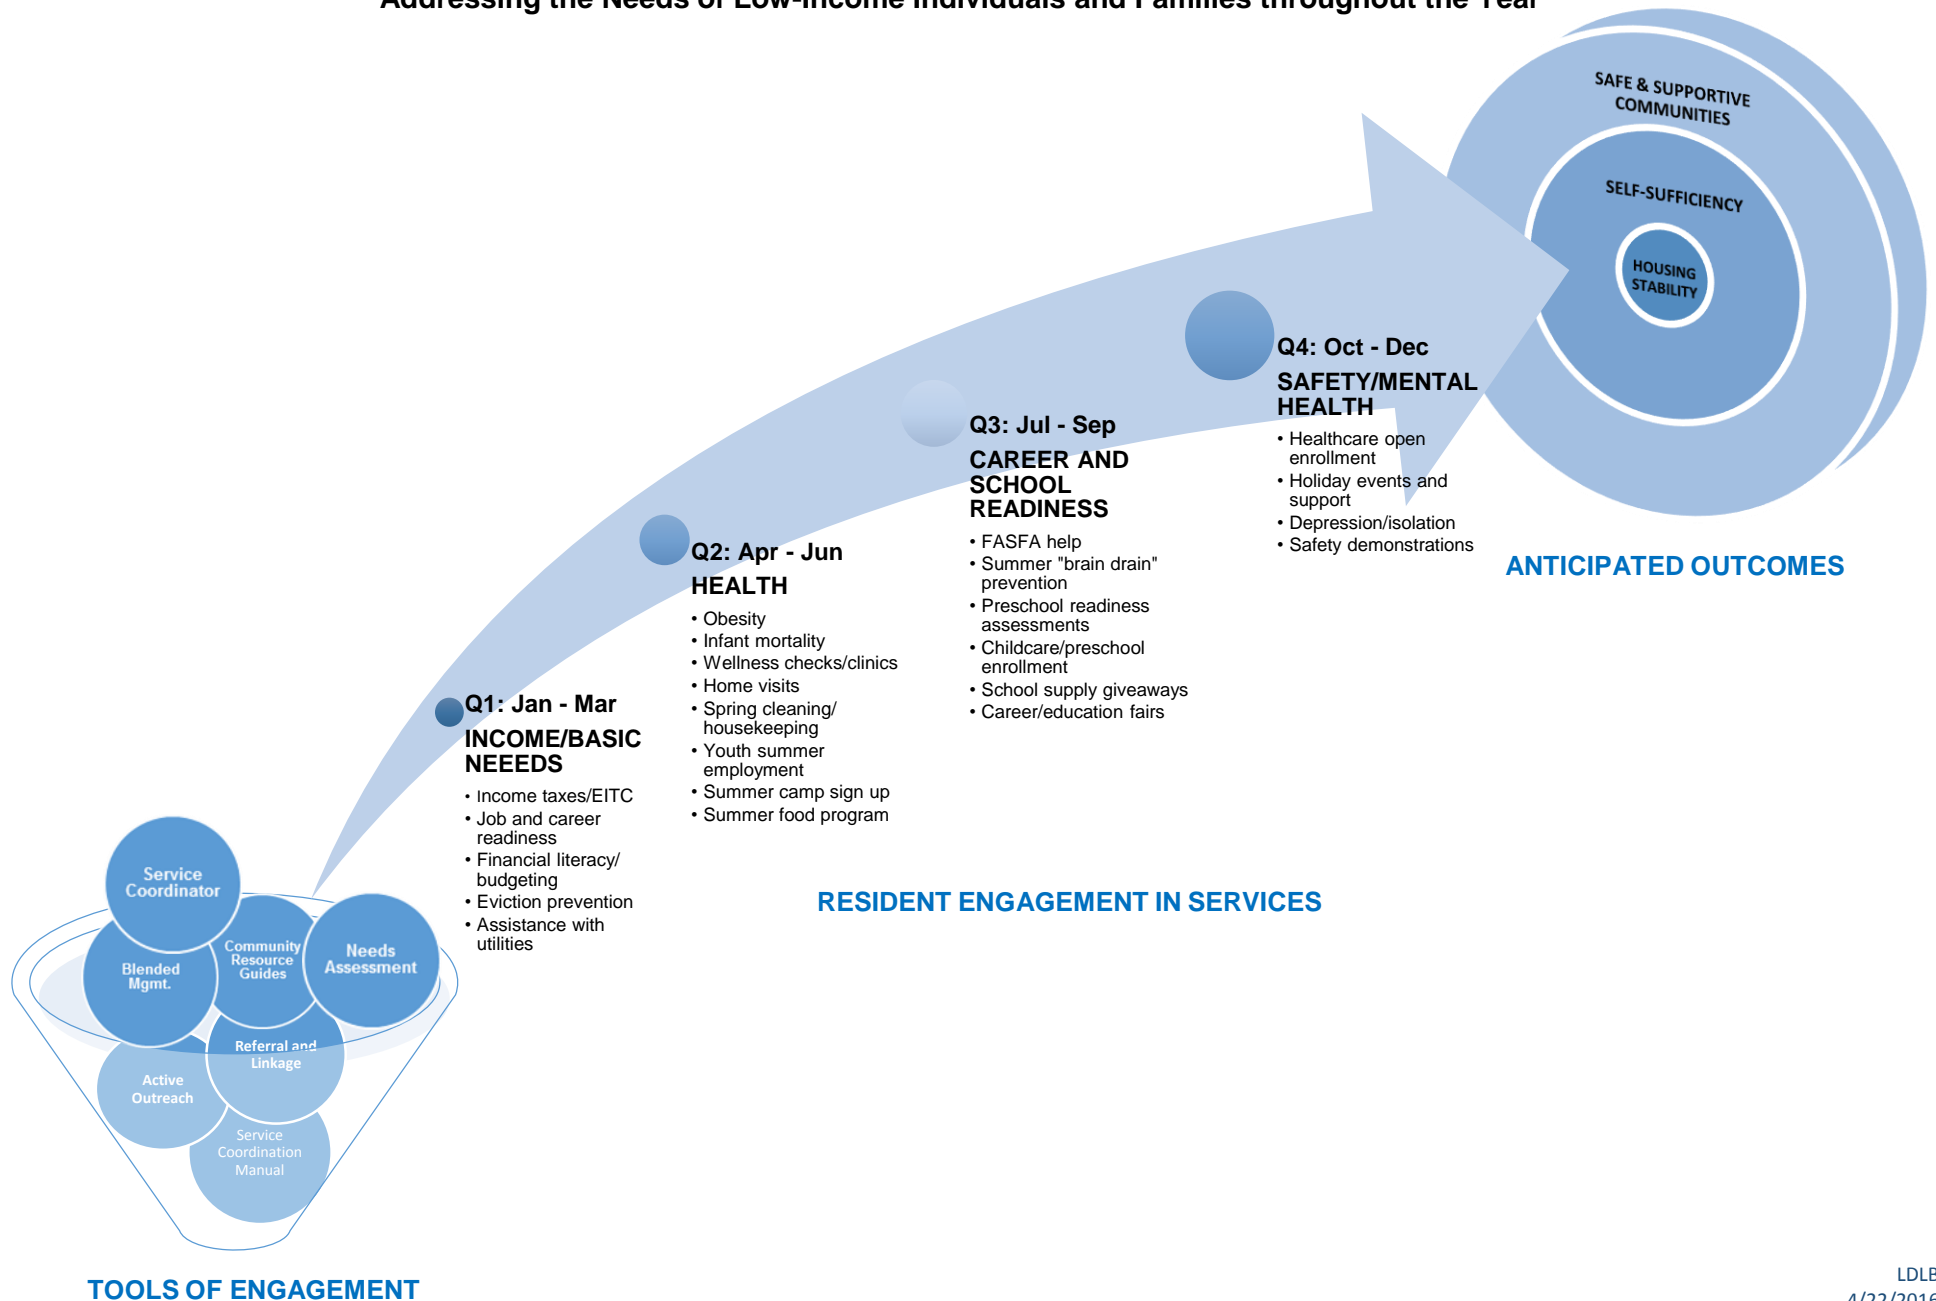 Addressing the Needs of Low-Income Individuals and Families throughout the Year
SAFE & SUPPORTIVE
COMMUNITIES
SELF-SUFFICIENCY
HOUSING
STABILITY
Q4: Oct - Dec
SAFETY/MENTAL
HEALTH
• Healthcare open
enrollment
• Holiday events and
support
• Depression/isolation
• Safety demonstrations
ANTICIPATED OUTCOMES
Q3: Jul - Sep
CAREER AND
SCHOOL
READINESS
• FASFA help
• Summer "brain drain"
prevention
• Preschool readiness
assessments
• Childcare/preschool
enrollment
• School supply giveaways
• Career/education fairs
Q2: Apr - Jun
HEALTH
• Obesity
• Infant mortality
• Wellness checks/clinics
• Home visits
• Spring cleaning/
housekeeping
• Youth summer
employment
• Summer camp sign up
• Summer food program
Q1: Jan - Mar
INCOME/BASIC
NEEEDS
• Income taxes/EITC
• Job and career
readiness
• Financial literacy/
budgeting
• Eviction prevention
• Assistance with
utilities
RESIDENT ENGAGEMENT IN SERVICES
Service
Coordinator
Community
Resource
Guides
Needs
Assessment
Blended
Mgmt.
Referral and
Linkage
Active
Outreach
Service
Coordination
Manual
TOOLS OF ENGAGEMENT
LDLB
4/22/2016